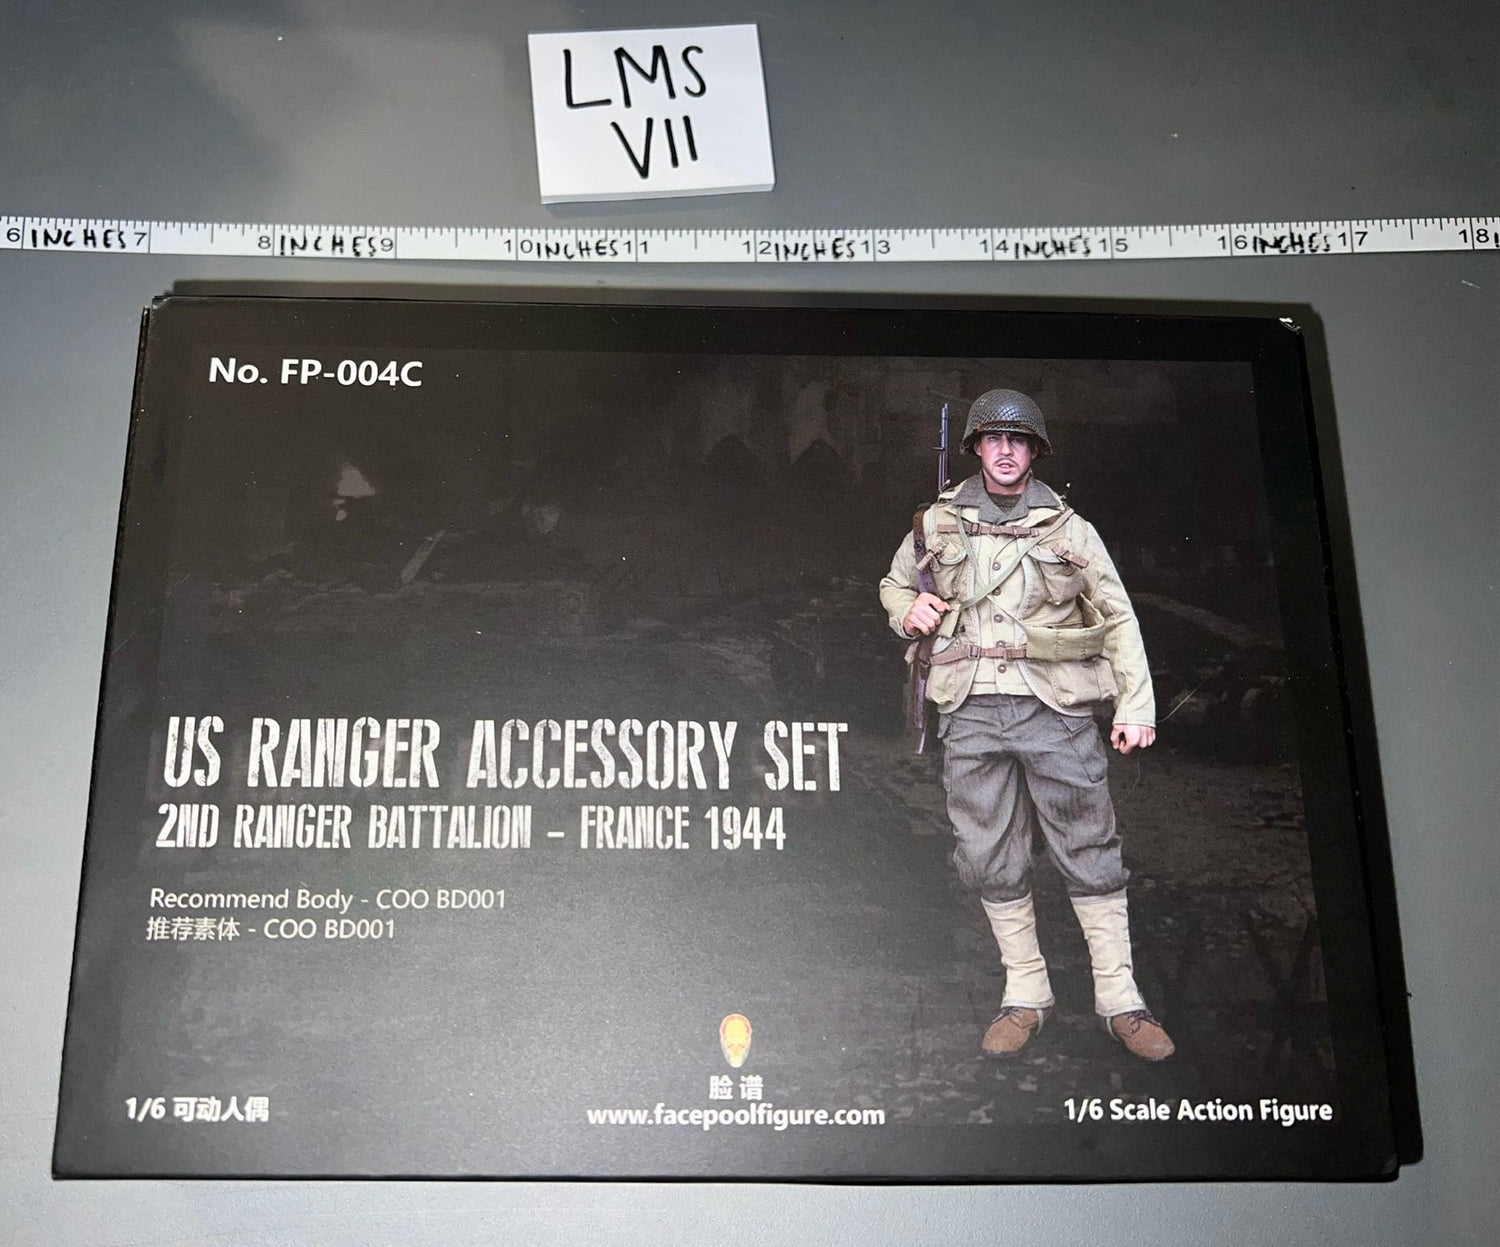 LMS
VII
6 INCHES 7 8 INCHES 9 10 INCHES 11 12 INCHES 13 14 INCHES 15 16 INCHES 17 18
No. FP-004C
US RANGER ACCESSORY SET
2ND RANGER BATTALION - FRANCE 1944
Recommend Body - COO BD001
推荐素体 - COO BD001
脸谱
1/6 可动人偶
www.facepoolfigure.com
1/6 Scale Action Figure